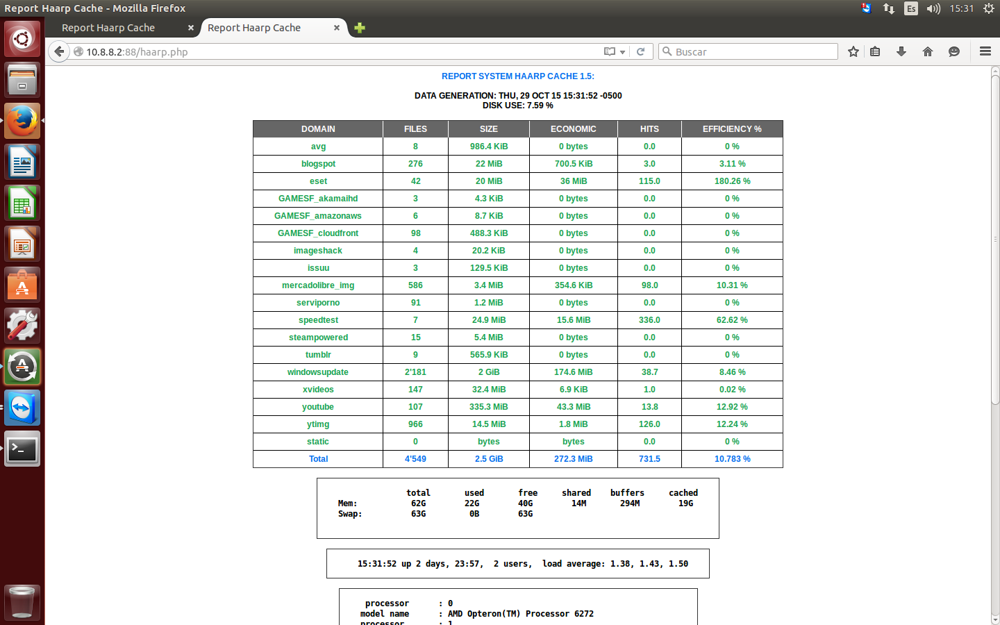 Report Haarp Cache - Mozilla Firefox
Es
15:31
Report Haarp Cache
Report Haarp Cache
10.8.8.2:88/haarp.php
Buscar
REPORT SYSTEM HAARP CACHE 1.5:
DATA GENERATION: THU, 29 OCT 15 15:31:52 -0500
DISK USE: 7.59 %
DOMAIN FILES SIZE ECONOMIC HITS EFFICIENCY %
avg 8 986.4 KiB 0 bytes 0.0 0 %
blogspot 276 22 MiB 700.5 KiB 3.0 3.11 %
eset 42 20 MiB 36 MiB 115.0 180.26 %
GAMESF_akamaihd 3 4.3 KiB 0 bytes 0.0 0 %
GAMESF_amazonaws 6 8.7 KiB 0 bytes 0.0 0 %
GAMESF_cloudfront 98 488.3 KiB 0 bytes 0.0 0 %
imageshack 4 20.2 KiB 0 bytes 0.0 0 %
issuu 3 129.5 KiB 0 bytes 0.0 0 %
mercadolibre_img 586 3.4 MiB 354.6 KiB 98.0 10.31 %
serviporno 91 1.2 MiB 0 bytes 0.0 0 %
speedtest 7 24.9 MiB 15.6 MiB 336.0 62.62 %
steampowered 15 5.4 MiB 0 bytes 0.0 0 %
tumblr 9 565.9 KiB 0 bytes 0.0 0 %
windowsupdate 2'181 2 GiB 174.6 MiB 38.7 8.46 %
xvideos 147 32.4 MiB 6.9 KiB 1.0 0.02 %
youtube 107 335.3 MiB 43.3 MiB 13.8 12.92 %
ytimg 966 14.5 MiB 1.8 MiB 126.0 12.24 %
static 0 bytes bytes 0.0 0 %
Total 4'549 2.5 GiB 272.3 MiB 731.5 10.783 %
total used free shared buffers cached
Mem: 62G 22G 40G 14M 294M 19G
Swap: 63G 0B 63G
15:31:52 up 2 days, 23:57, 2 users, load average: 1.38, 1.43, 1.50
processor : 0
model name : AMD Opteron(TM) Processor 6272
processor : 1